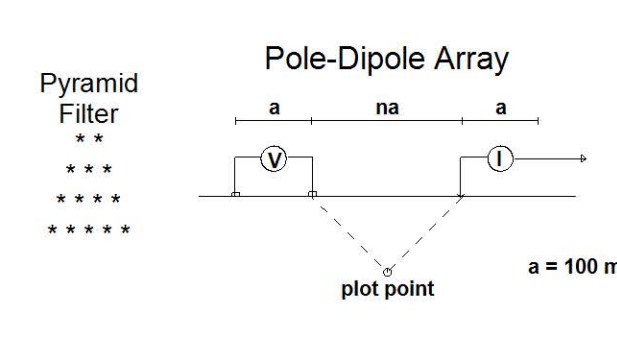 Pole-Dipole Array
Pyramid
Filter
* *
* * *
* * * *
* * * * *
a na a
V I
plot point
a = 100 m